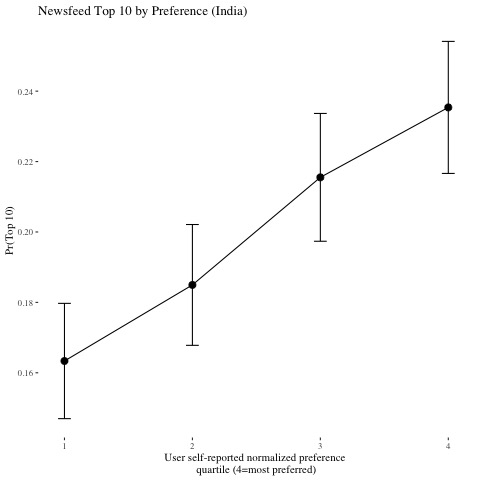 Newsfeed Top 10 by Preference (India)
Pr(Top 10)
0.24
0.22
0.20
0.18
0.16
1 2 3 4
User self-reported normalized preference
quartile (4=most preferred)